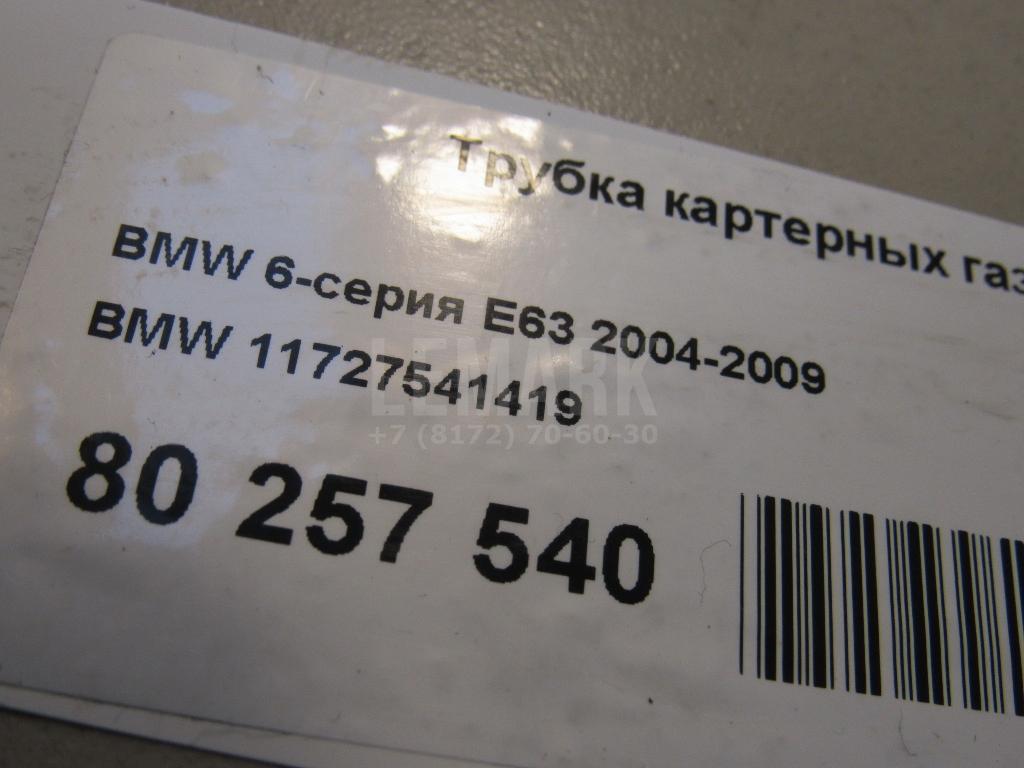 Трубка картерных газ
BMW 6-серия E63 2004-2009
BMW 11727541419
LEMARK
+7 (8172) 70-60-30
80 257 540